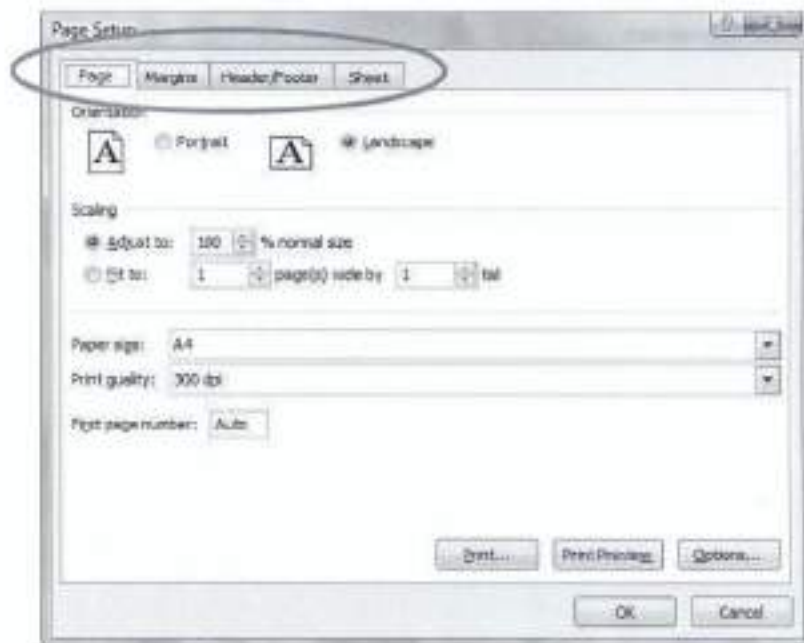 Page Setup
Page Margins Header/Footer Sheet
Orientation
A Portrait A Landscape
Scaling
Adjust to: 100 % normal size
Fit to: 1 page(s) wide by 1 tall
Paper size: A4
Print quality: 300 dpi
First page number: Auto
Print... Print Preview Options...
OK Cancel